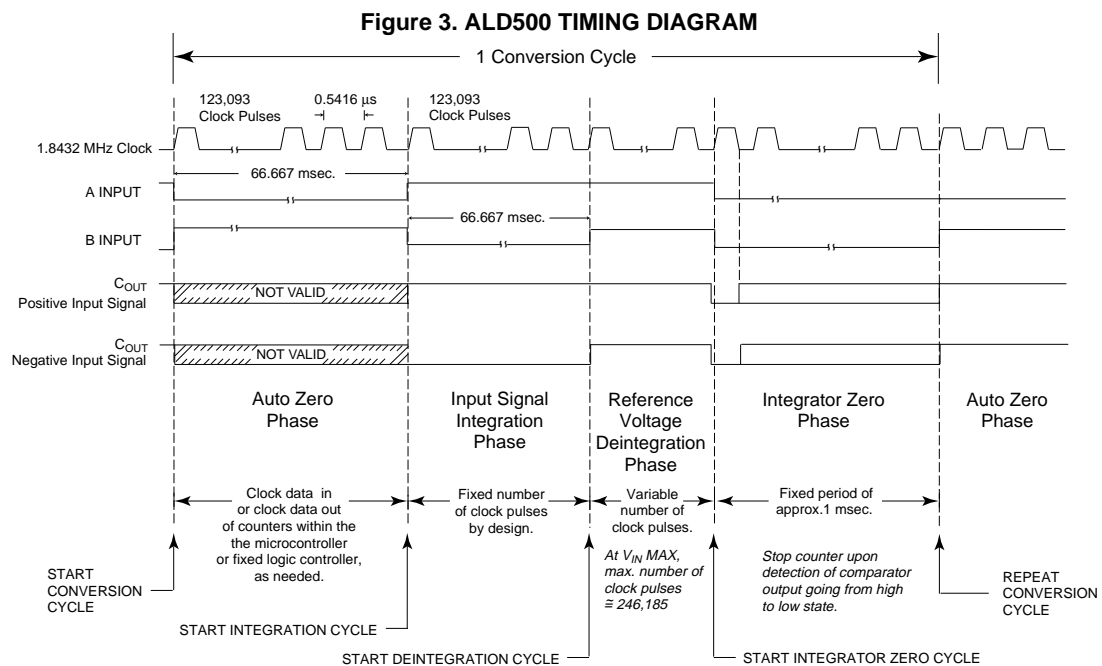 Figure 3. ALD500 TIMING DIAGRAM
1 Conversion Cycle
123,093
Clock Pulses
0.5416 µs
123,093
Clock Pulses
1.8432 MHz Clock
66.667 msec.
A INPUT
66.667 msec.
B INPUT
COUT
Positive Input Signal
NOT VALID
COUT
Negative Input Signal
NOT VALID
Auto Zero
Phase
Input Signal
Integration
Phase
Reference
Voltage
Deintegration
Phase
Integrator Zero
Phase
Auto Zero
Phase
Clock data in
or clock data out
of counters within the
the microcontroller
or fixed logic controller,
as needed.
Fixed number
of clock pulses
by design.
Variable
number of
clock pulses.
At VIN MAX,
max. number of
clock pulses
≅ 246,185
Fixed period of
approx.1 msec.
Stop counter upon
detection of comparator
output going from high
to low state.
START
CONVERSION
CYCLE
REPEAT
CONVERSION
CYCLE
START INTEGRATION CYCLE
START DEINTEGRATION CYCLE
START INTEGRATOR ZERO CYCLE